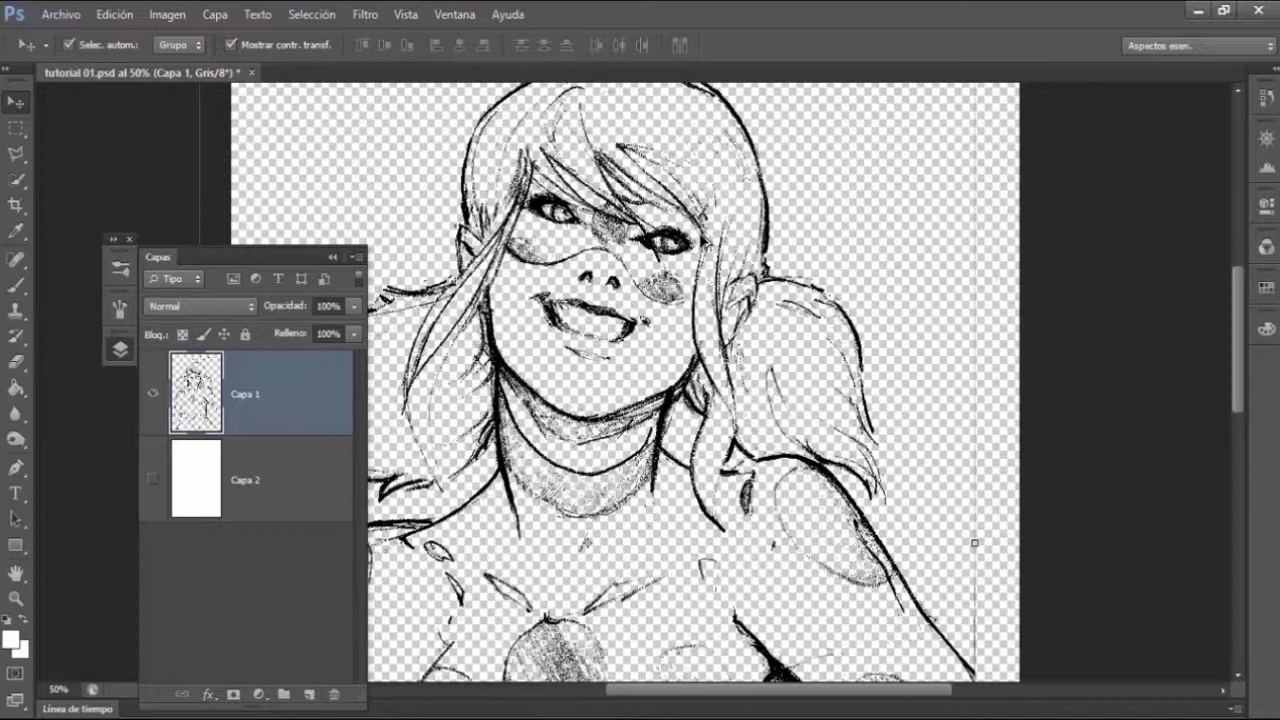 Ps Archivo Edición Imagen Capa Texto Selección Filtro Vista Ventana Ayuda
Selec. autom.: Grupo Mostrar contr. transf. Aspectos esen.
tutorial 01.psd al 50% (Capa 1, Gris/8*) *
Capas
Tipo
Normal Opacidad: 100%
Bloq.: Relleno: 100%
Capa 1
Capa 2
fx
50%
Línea de tiempo